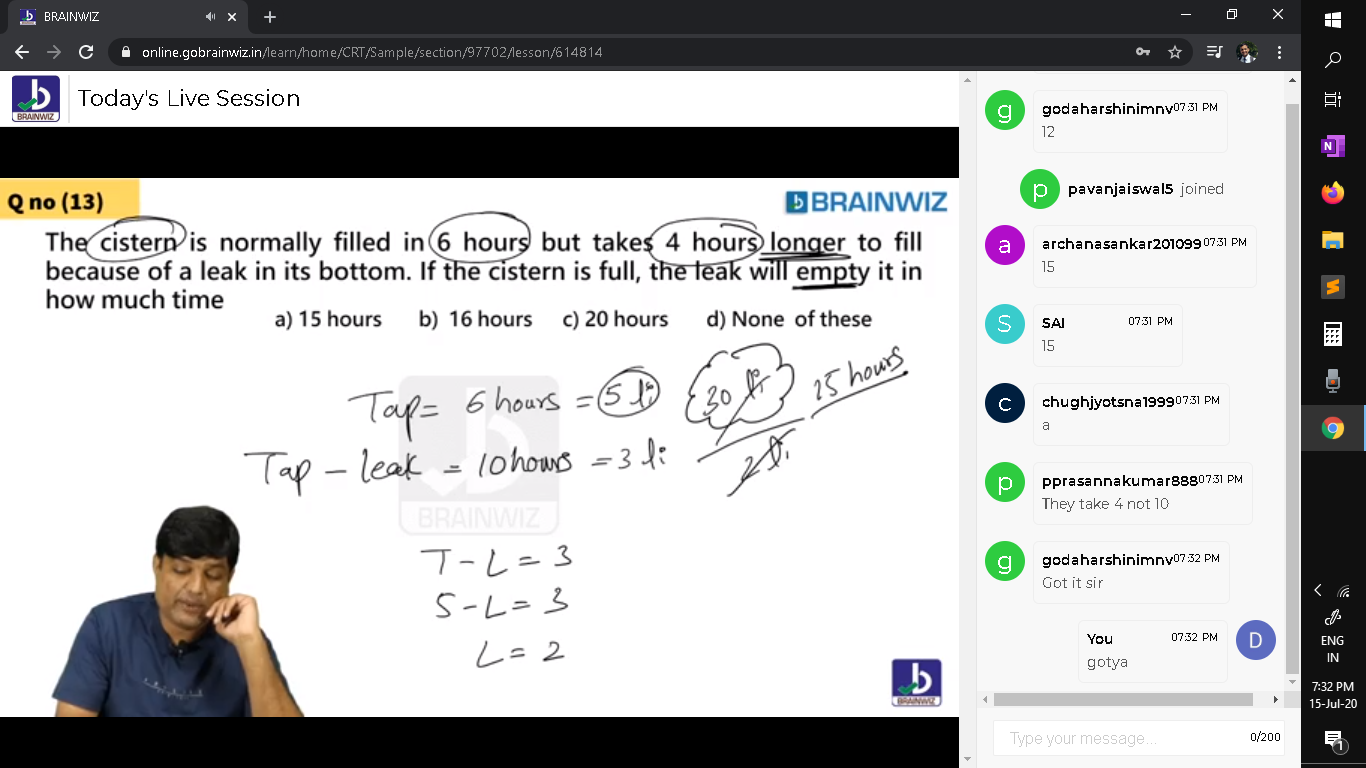 BRAINWIZ
online.gobrainwiz.in/learn/home/CRT/Sample/section/97702/lesson/614814
BRAINWIZ
Today's Live Session
Q no (13)
BRAINWIZ
The cistern is normally filled in 6 hours but takes 4 hours longer to fill
because of a leak in its bottom. If the cistern is full, the leak will empty it in
how much time
a) 15 hours b) 16 hours c) 20 hours d) None of these
Tap = 6 hours = 5 li 30 li 15 hours
Tap - leak = 10 hours = 3 li 2 li
BRAINWIZ
T - L = 3
5 - L = 3
L = 2
BRAINWIZ
g godaharshinimnv 07:31 PM
12
p pavanjaiswal5 joined
a archanasankar201099 07:31 PM
15
S SAI 07:31 PM
15
c chughjyotsna1999 07:31 PM
a
p pprasannakumar888 07:31 PM
They take 4 not 10
g godaharshinimnv 07:32 PM
Got it sir
You 07:32 PM D
gotya
Type your message... 0/200
ENG
IN
7:32 PM
15-Jul-20
1